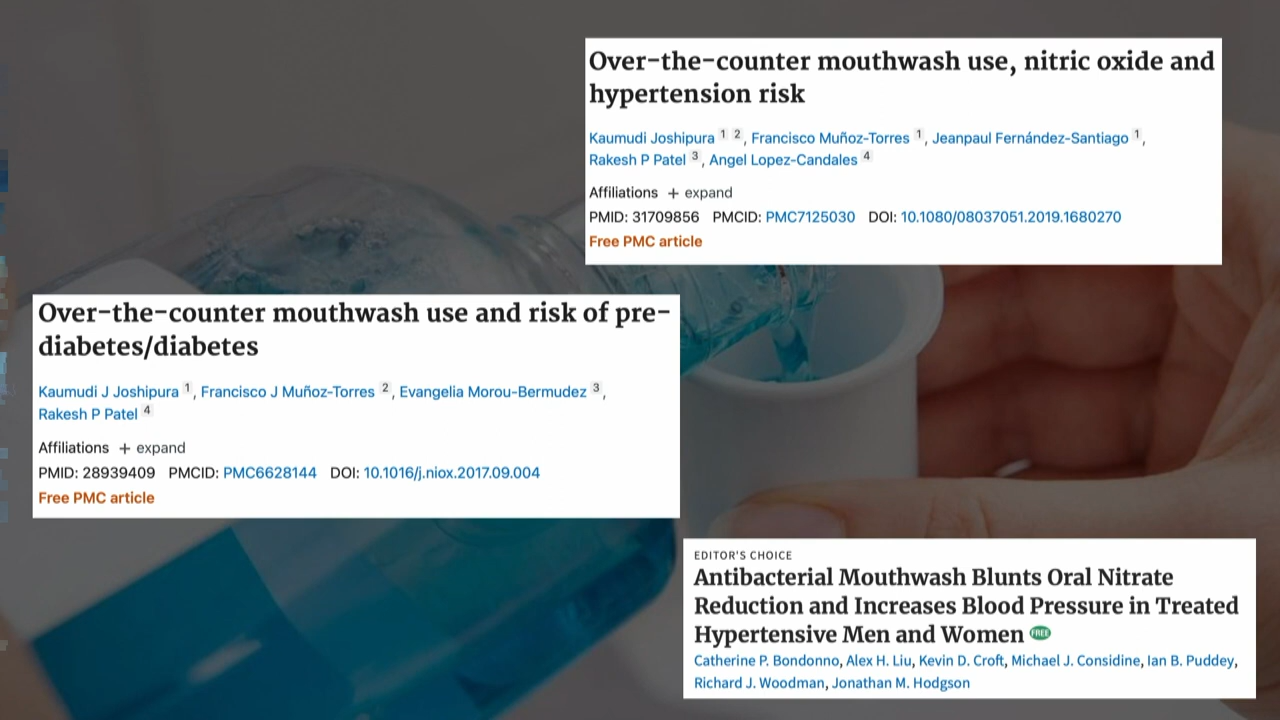 Over-the-counter mouthwash use, nitric oxide and
hypertension risk
Kaumudi Joshipura 1 2, Francisco Muñoz-Torres 1, Jeanpaul Fernández-Santiago 1,
Rakesh P Patel 3, Angel Lopez-Candales 4
Affiliations + expand
PMID: 31709856 PMCID: PMC7125030 DOI: 10.1080/08037051.2019.1680270
Free PMC article
Over-the-counter mouthwash use and risk of pre-
diabetes/diabetes
Kaumudi J Joshipura 1, Francisco J Muñoz-Torres 2, Evangelia Morou-Bermudez 3,
Rakesh P Patel 4
Affiliations + expand
PMID: 28939409 PMCID: PMC6628144 DOI: 10.1016/j.niox.2017.09.004
Free PMC article
EDITOR'S CHOICE
Antibacterial Mouthwash Blunts Oral Nitrate
Reduction and Increases Blood Pressure in Treated
Hypertensive Men and Women FREE
Catherine P. Bondonno, Alex H. Liu, Kevin D. Croft, Michael J. Considine, Ian B. Puddey,
Richard J. Woodman, Jonathan M. Hodgson